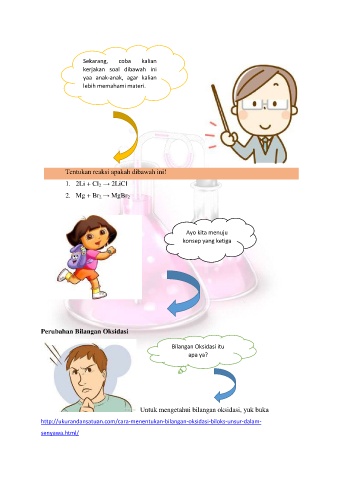 Sekarang, coba kalian
kerjakan soal dibawah ini
yaa anak-anak, agar kalian
lebih memahami materi.
Tentukan reaksi apakah dibawah ini!
1. 2Li + Cl₂ → 2LiCl
2. Mg + Br₂ → MgBr₂
Ayo kita menuju
konsep yang ketiga
Perubahan Bilangan Oksidasi
Bilangan Oksidasi itu
apa ya?
Untuk mengetahui bilangan oksidasi, yuk buka
http://ukurandansatuan.com/cara-menentukan-bilangan-oksidasi-biloks-unsur-dalam-
senyawa.html/